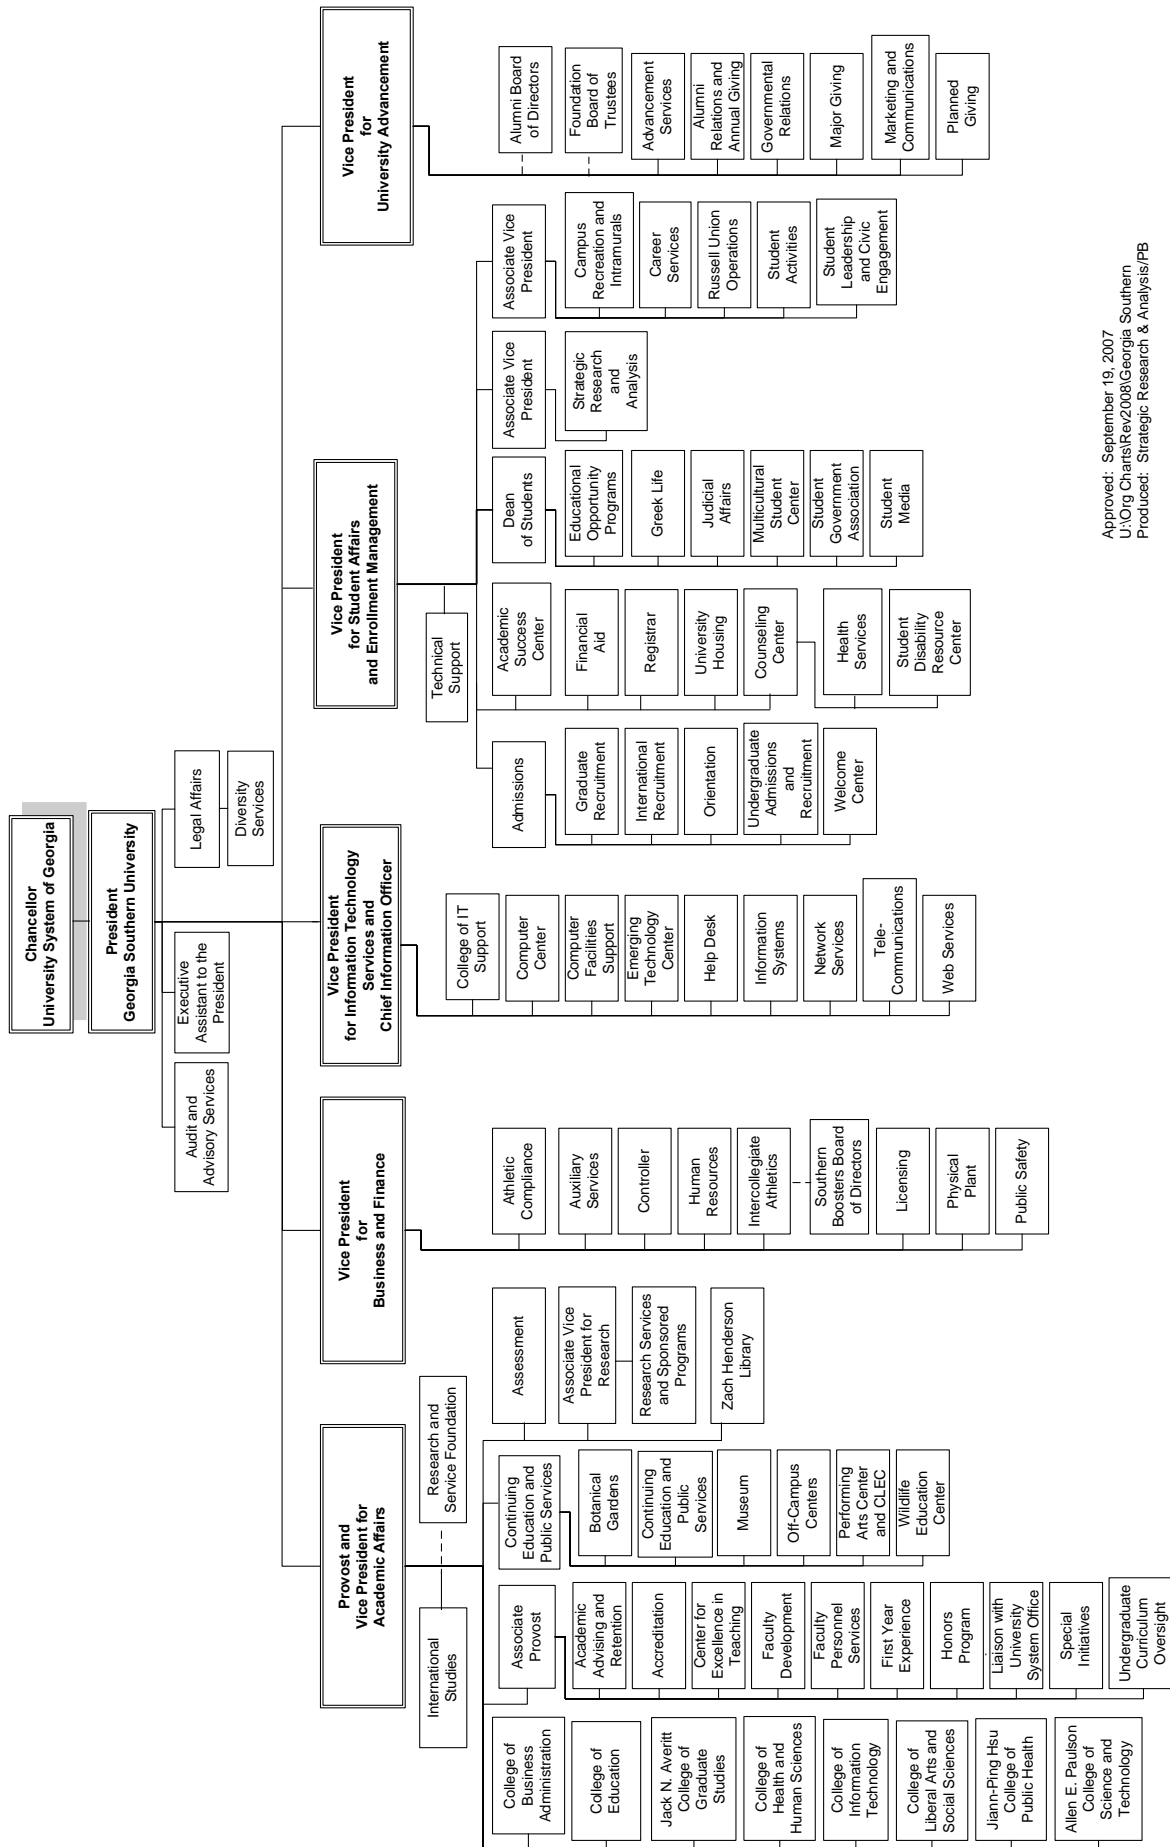 Chancellor
University System of Georgia
President
Georgia Southern University
Audit and
Advisory Services
Executive
Assistant to the
President
Legal Affairs
Diversity
Services
Provost and
Vice President for
Academic Affairs
Vice President
for
Business and Finance
Vice President
for Information Technology
Services and
Chief Information Officer
Vice President
for Student Affairs
and Enrollment Management
Vice President
for
University Advancement
International
Studies
Research and
Service Foundation
College of
Business
Administration
College of
Education
Jack N. Averitt
College of
Graduate
Studies
College of
Health and
Human Sciences
College of
Information
Technology
College of
Liberal Arts and
Social Sciences
Jiann-Ping Hsu
College of
Public Health
Allen E. Paulson
College of
Science and
Technology
Associate
Provost
Academic
Advising and
Retention
Accreditation
Center for
Excellence in
Teaching
Faculty
Development
Faculty
Personnel
Services
First Year
Experience
Honors
Program
Liaison with
University
System Office
Special
Initiatives
Undergraduate
Curriculum
Oversight
Continuing
Education and
Public Services
Botanical
Gardens
Continuing
Education and
Public
Services
Museum
Off-Campus
Centers
Performing
Arts Center
and CLEC
Wildlife
Education
Center
Assessment
Associate Vice
President for
Research
Research Services
and Sponsored
Programs
Zach Henderson
Library
Athletic
Compliance
Auxiliary
Services
Controller
Human
Resources
Intercollegiate
Athletics
Southern
Boosters Board
of Directors
Licensing
Physical
Plant
Public Safety
College of IT
Support
Computer
Center
Computer
Facilities
Support
Emerging
Technology
Center
Help Desk
Information
Systems
Network
Services
Tele-
Communications
Web Services
Technical
Support
Admissions
Graduate
Recruitment
International
Recruitment
Orientation
Undergraduate
Admissions
and
Recruitment
Welcome
Center
Academic
Success
Center
Financial
Aid
Registrar
University
Housing
Counseling
Center
Health
Services
Student
Disability
Resource
Center
Dean
of Students
Educational
Opportunity
Programs
Greek Life
Judicial
Affairs
Multicultural
Student
Center
Student
Government
Association
Student
Media
Associate Vice
President
Strategic
Research
and
Analysis
Associate Vice
President
Campus
Recreation and
Intramurals
Career
Services
Russell Union
Operations
Student
Activities
Student
Leadership
and Civic
Engagement
Alumni Board
of Directors
Foundation
Board of
Trustees
Advancement
Services
Alumni
Relations and
Annual Giving
Governmental
Relations
Major Giving
Marketing and
Communications
Planned
Giving
Approved: September 19, 2007
U:\Org Charts\Rev2008\Georgia Southern
Produced: Strategic Research & Analysis/PB